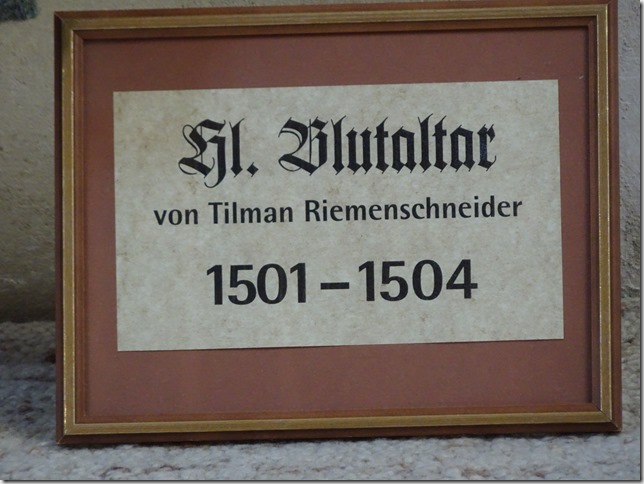 Hl. Blutaltar
von Tilman Riemenschneider
1501 – 1504